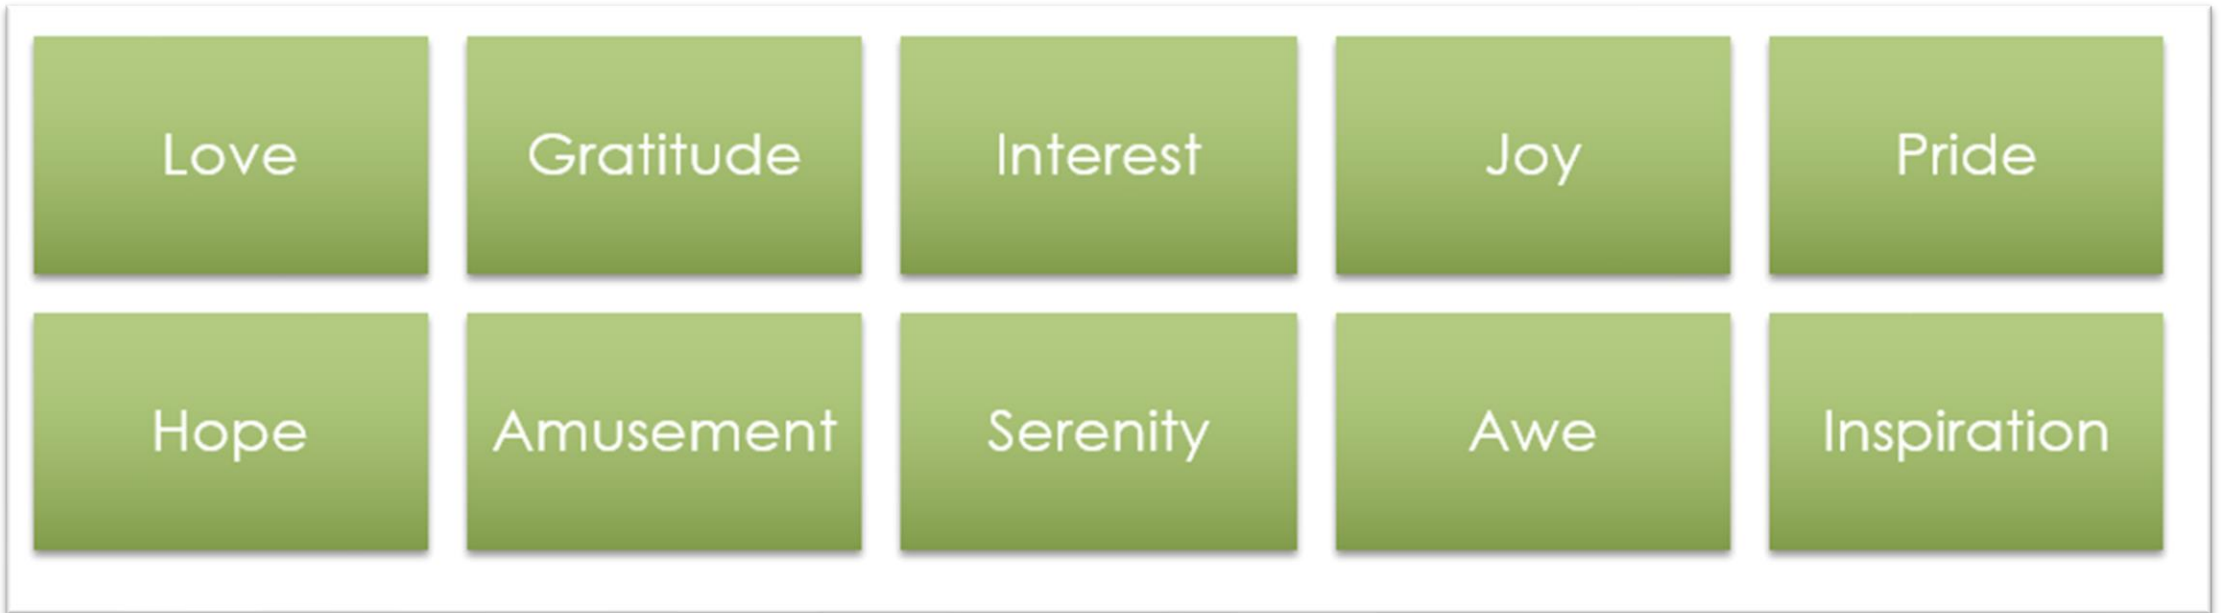 Love Gratitude Interest Joy Pride
Hope Amusement Serenity Awe Inspiration